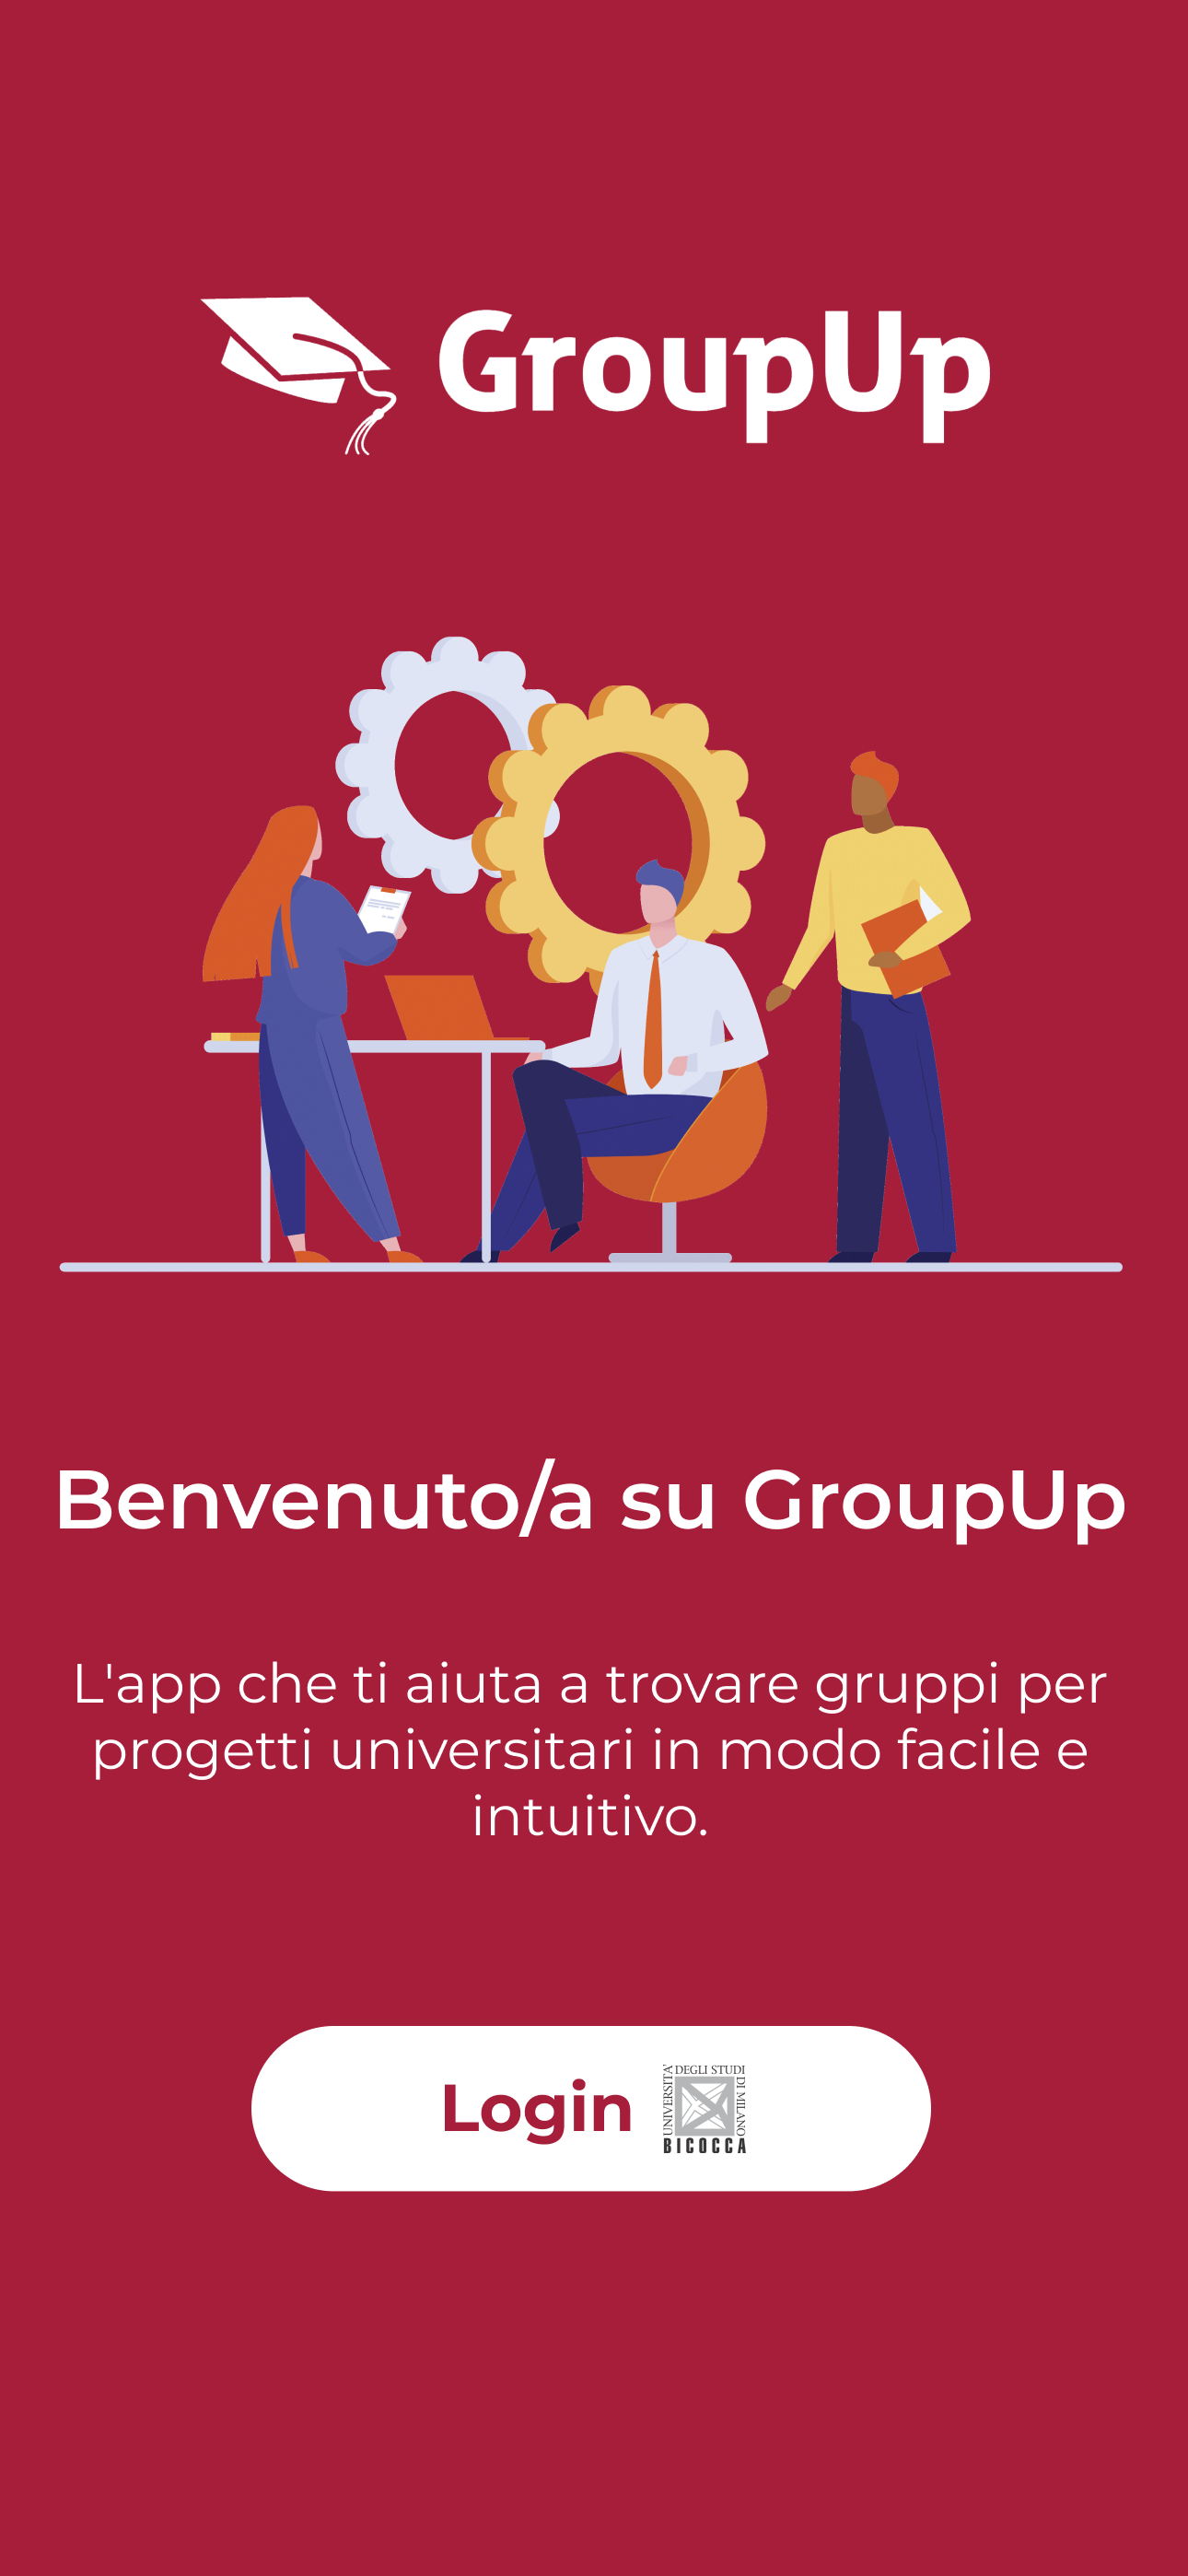 GroupUp
Benvenuto/a su GroupUp
L'app che ti aiuta a trovare gruppi per
progetti universitari in modo facile e
intuitivo.
Login
UNIVERSITA'
DEGLI STUDI
DI MILANO
BICOCCA